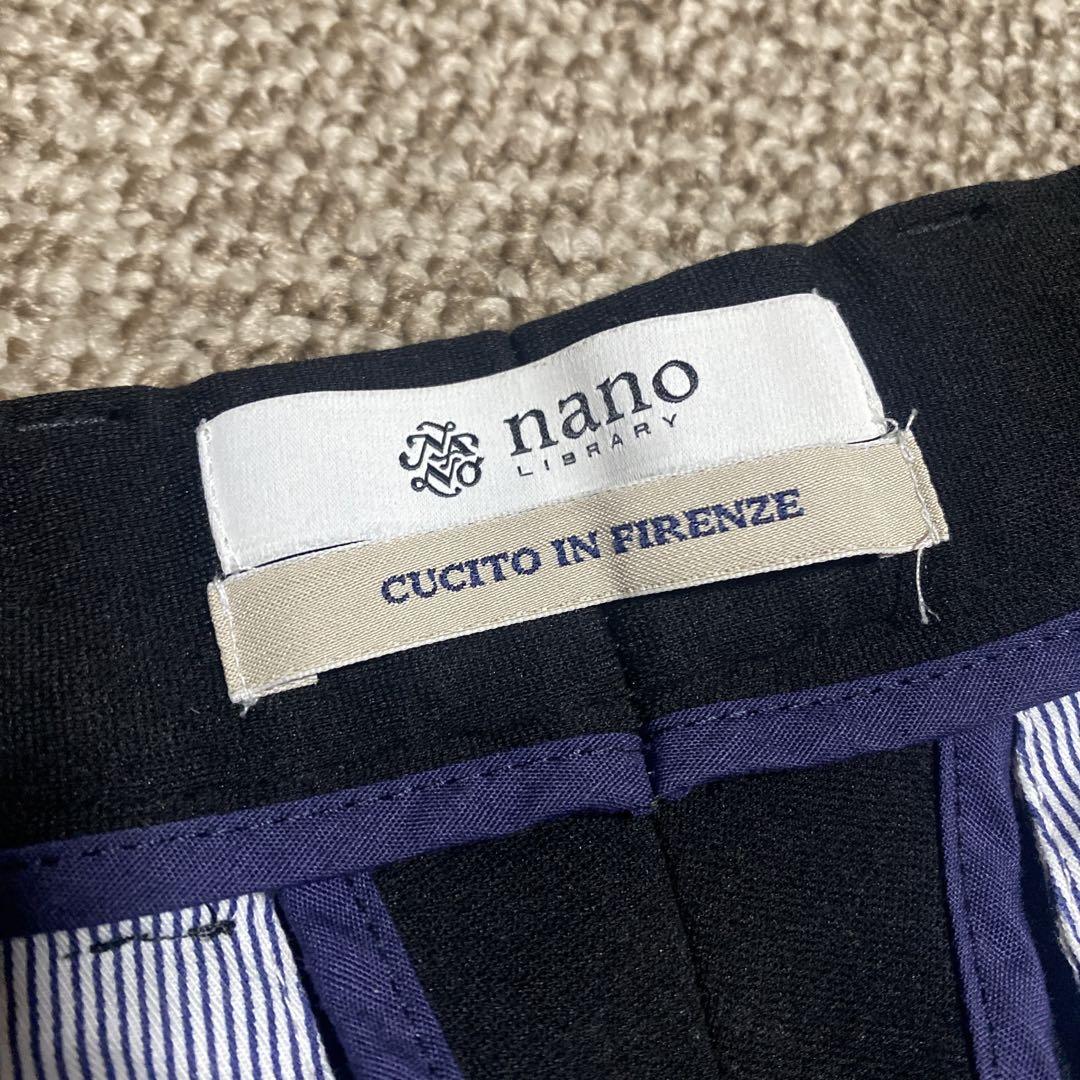 nano
LIBRARY
CUCITO IN FIRENZE